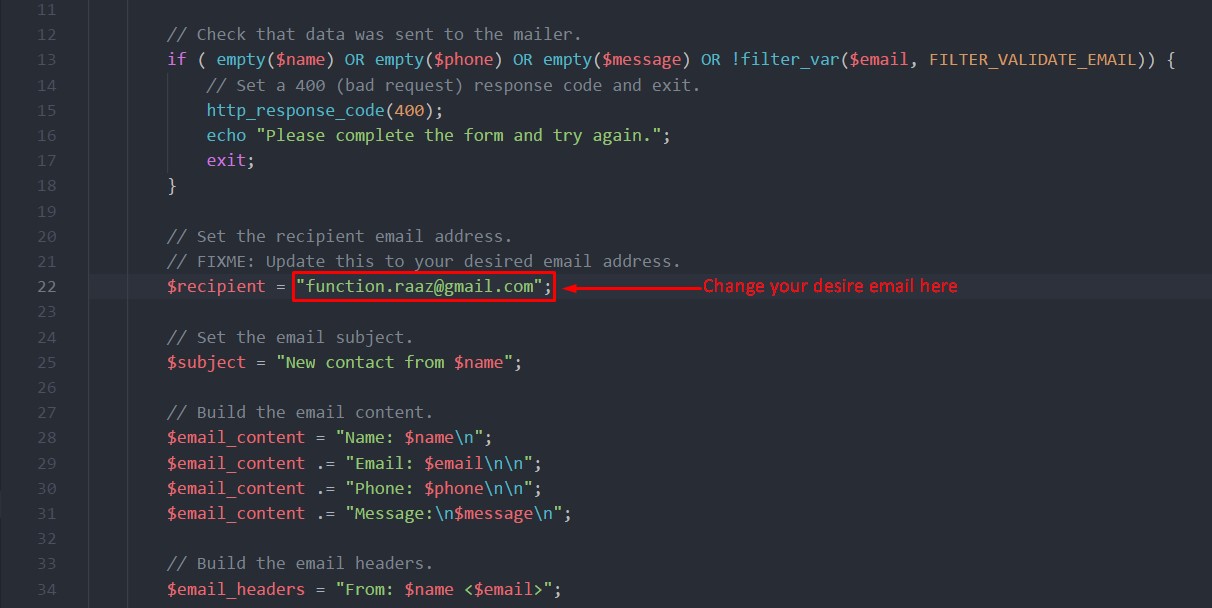 11
12 // Check that data was sent to the mailer.
13 if ( empty($name) OR empty($phone) OR empty($message) OR !filter_var($email, FILTER_VALIDATE_EMAIL)) {
14 // Set a 400 (bad request) response code and exit.
15 http_response_code(400);
16 echo "Please complete the form and try again.";
17 exit;
18 }
19
20 // Set the recipient email address.
21 // FIXME: Update this to your desired email address.
22 $recipient = "function.raaz@gmail.com"; Change your desire email here
23
24 // Set the email subject.
25 $subject = "New contact from $name";
26
27 // Build the email content.
28 $email_content = "Name: $name\n";
29 $email_content .= "Email: $email\n\n";
30 $email_content .= "Phone: $phone\n\n";
31 $email_content .= "Message:\n$message\n";
32
33 // Build the email headers.
34 $email_headers = "From: $name <$email>";